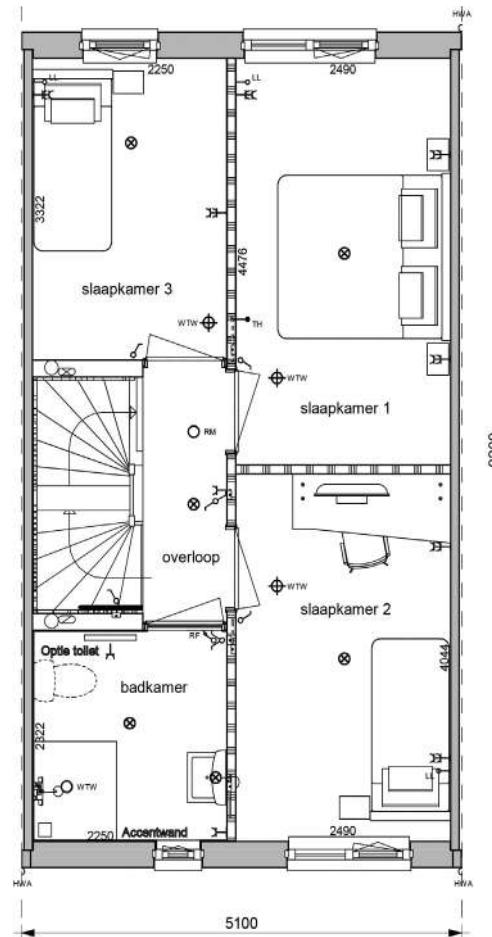 HWA
2250
2490
LL
LL
3322
4476
slaapkamer 3
WTW
TH
WTW
slaapkamer 1
RM
overloop
WTW
slaapkamer 2
RF
Optie toilet
badkamer
4044
2322
WTW
LL
2250
Accentwand
2490
HWA
HWA
5100